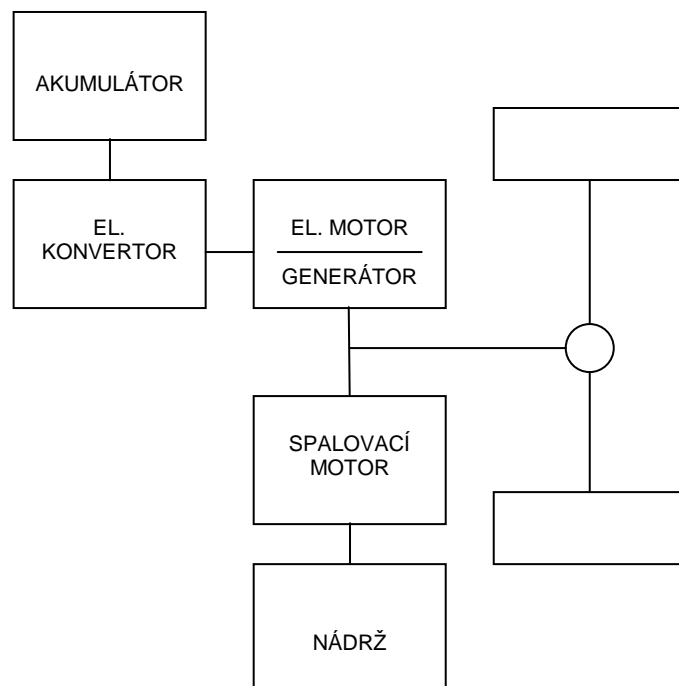 AKUMULÁTOR
EL.
KONVERTOR
EL. MOTOR
GENERÁTOR
SPALOVACÍ
MOTOR
NÁDRŽ